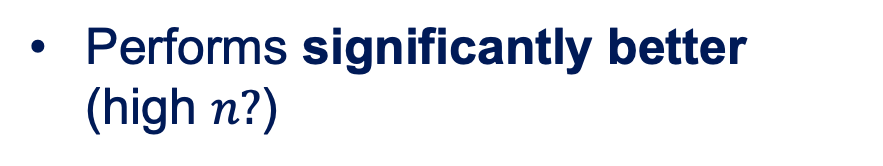 • Performs significantly better
(high n?)